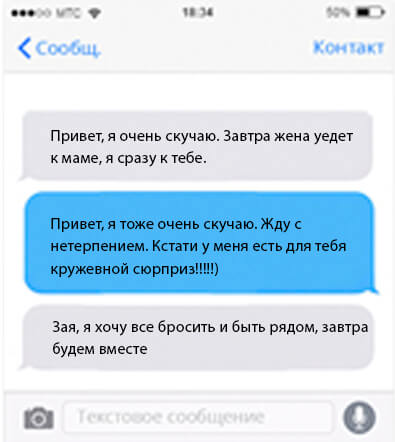 МТС 18:34 50%
Сообщ. Контакт
Привет, я очень скучаю. Завтра жена уедет
к маме, я сразу к тебе.
Привет, я тоже очень скучаю. Жду с
нетерпением. Кстати у меня есть для тебя
кружевной сюрприз!!!!!)
Зая, я хочу все бросить и быть рядом, завтра
будем вместе
Текстовое сообщение